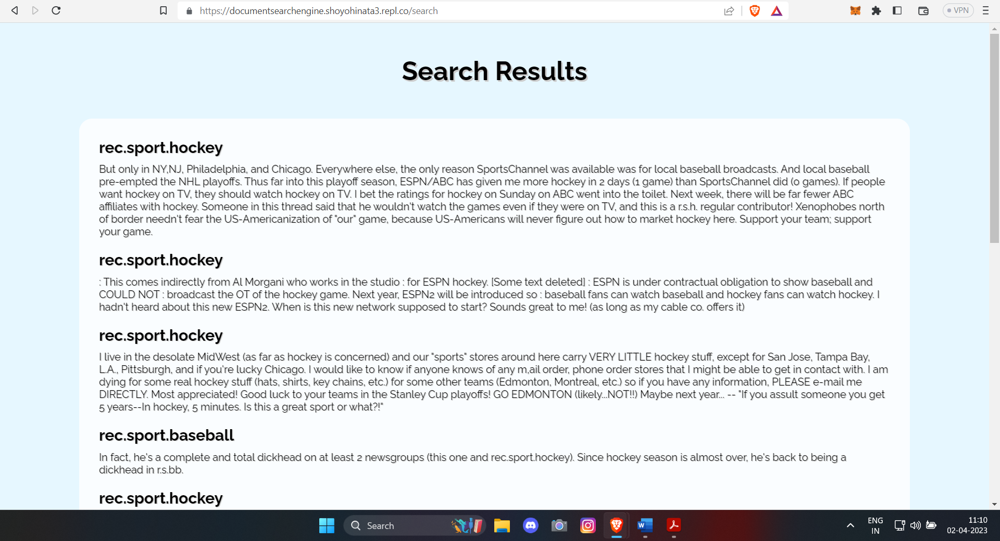 https://documentsearchengine.shoyohinata3.repl.co/search
VPN
Search Results
rec.sport.hockey
But only in NY,NJ, Philadelphia, and Chicago. Everywhere else, the only reason SportsChannel was available was for local baseball broadcasts. And local baseball
pre-empted the NHL playoffs. Thus far into this playoff season, ESPN/ABC has given me more hockey in 2 days (1 game) than SportsChannel did (0 games). If people
want hockey on TV, they should watch hockey on TV. I bet the ratings for hockey on Sunday on ABC went into the toilet. Next week, there will be far fewer ABC
affiliates with hockey. Someone in this thread said that he wouldn't watch the games even if they were on TV, and this is a r.s.h. regular contributor! Xenophobes north
of border needn't fear the US-Americanization of "our" game, because US-Americans will never figure out how to market hockey here. Support your team; support
your game.
rec.sport.hockey
: This comes indirectly from Al Morgani who works in the studio : for ESPN hockey. [Some text deleted] : ESPN is under contractual obligation to show baseball and
COULD NOT : broadcast the OT of the hockey game. Next year, ESPN2 will be introduced so : baseball fans can watch baseball and hockey fans can watch hockey. I
hadn't heard about this new ESPN2. When is this new network supposed to start? Sounds great to me! (as long as my cable co. offers it)
rec.sport.hockey
I live in the desolate MidWest (as far as hockey is concerned) and our "sports" stores around here carry VERY LITTLE hockey stuff, except for San Jose, Tampa Bay,
L.A., Pittsburgh, and if you're lucky Chicago. I would like to know if anyone knows of any m,ail order, phone order stores that I might be able to get in contact with. I am
dying for some real hockey stuff (hats, shirts, key chains, etc.) for some other teams (Edmonton, Montreal, etc.) so if you have any information, PLEASE e-mail me
DIRECTLY. Most appreciated! Good luck to your teams in the Stanley Cup playoffs! GO EDMONTON (likely...NOT!!) Maybe next year... -- "If you assult someone you get
5 years--In hockey, 5 minutes. Is this a great sport or what?!"
rec.sport.baseball
In fact, he's a complete and total dickhead on at least 2 newsgroups (this one and rec.sport.hockey). Since hockey season is almost over, he's back to being a
dickhead in r.s.bb.
rec.sport.hockey
Search
ENG
IN
11:10
02-04-2023